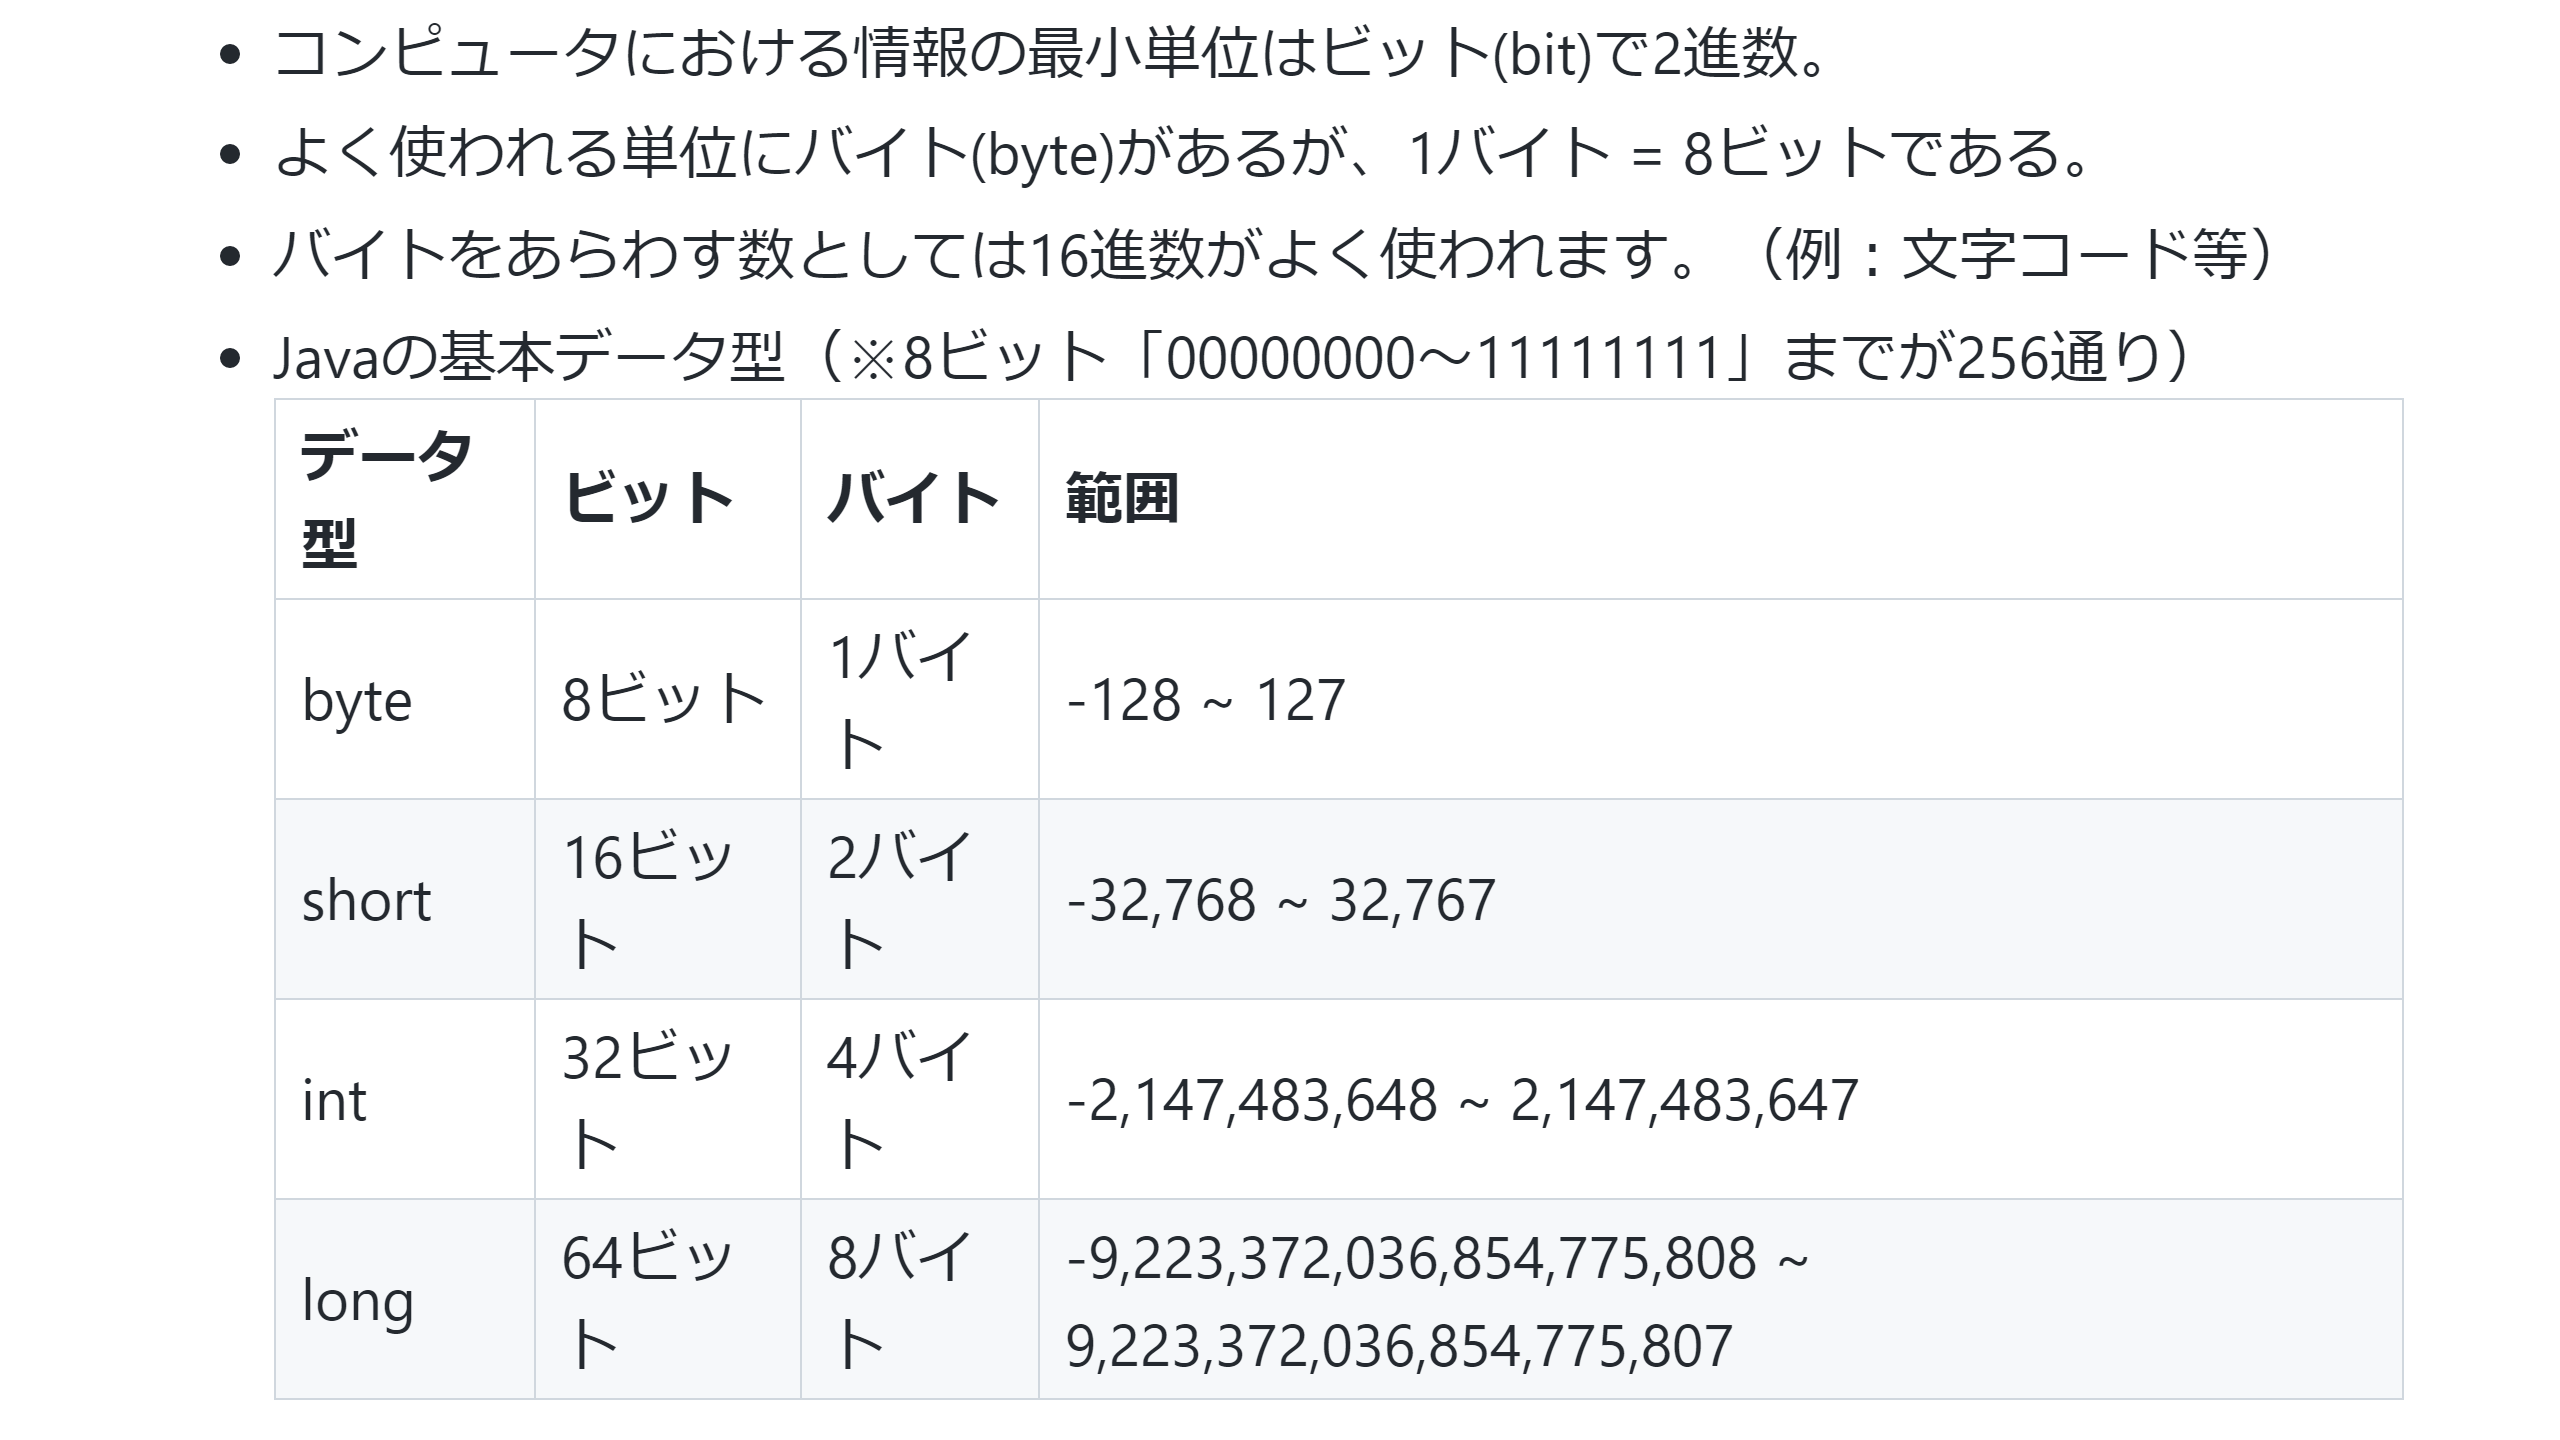 コンピュータにおける情報の最小単位はビット(bit)で2進数。
よく使われる単位にバイト(byte)があるが、1バイト = 8ビットである。
バイトをあらわす数としては16進数がよく使われます。（例：文字コード等）
Javaの基本データ型（※8ビット「00000000～11111111」までが256通り）
データ
型
ビット
バイト
範囲
byte
8ビット
1バイ
ト
-128 ~ 127
short
16ビッ
ト
2バイ
ト
-32,768 ~ 32,767
int
32ビッ
ト
4バイ
ト
-2,147,483,648 ~ 2,147,483,647
long
64ビッ
ト
8バイ
ト
-9,223,372,036,854,775,808 ~
9,223,372,036,854,775,807